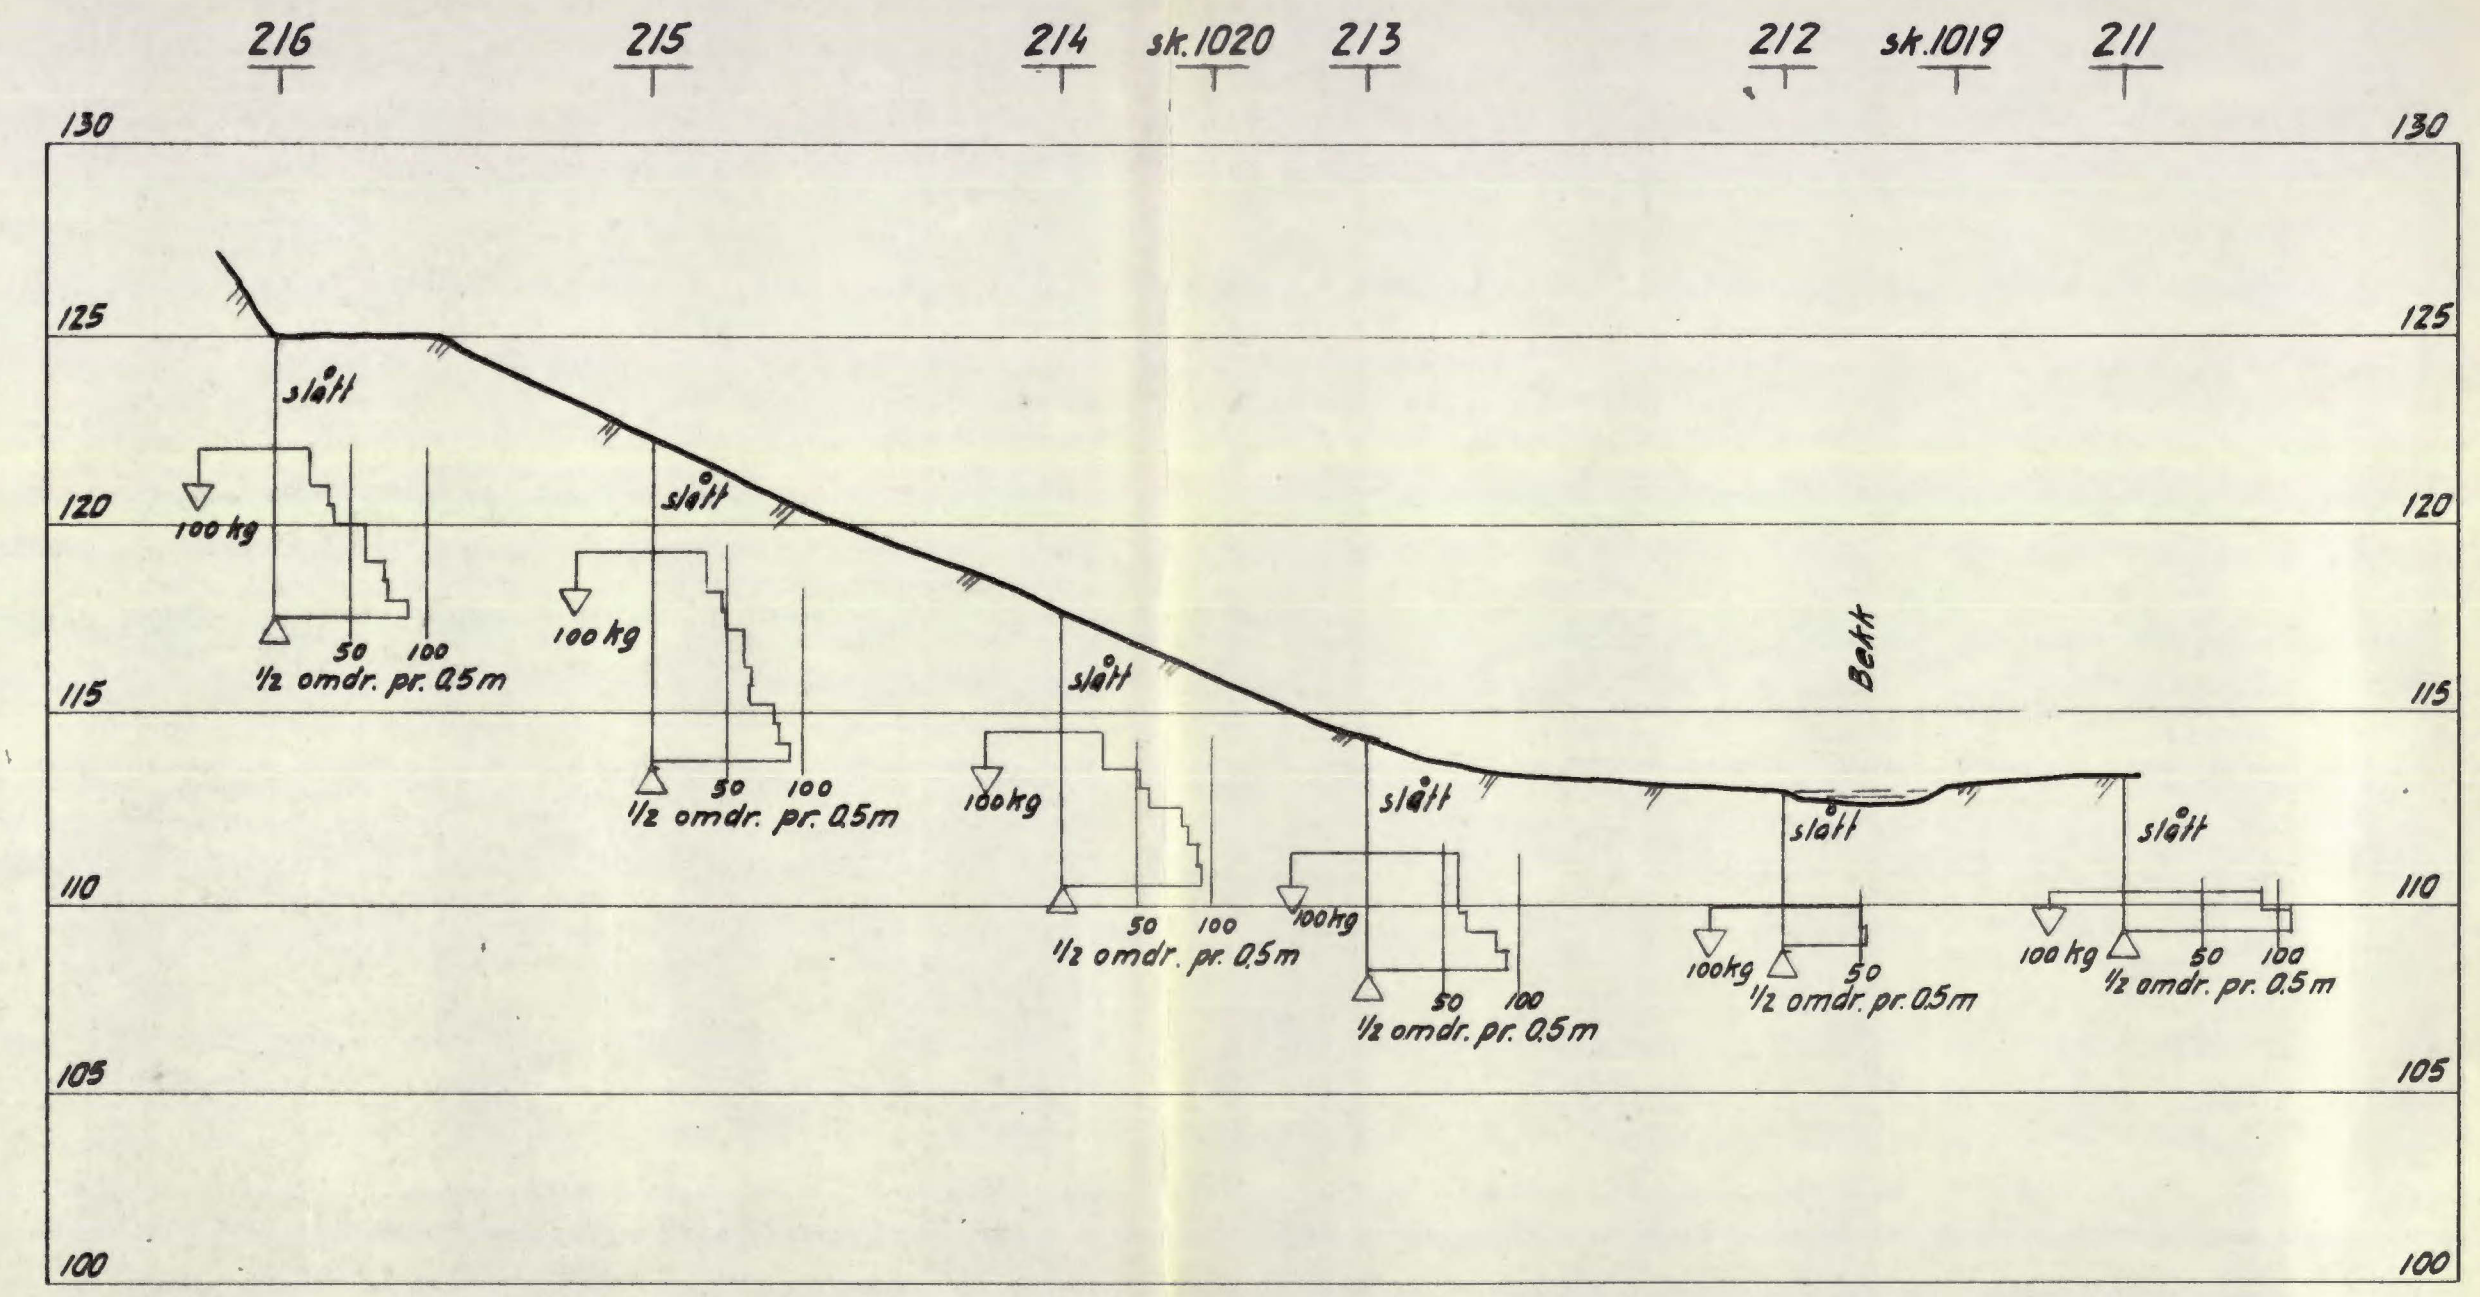 216 215 214 sk.1020 213 212 sk.1019 211
130 130
125 125
slått
120 120
100 kg
slått
50 100
1/2 omdr. pr. 0.5m
100 kg
Bekk
slått
115 115
50 100
1/2 omdr. pr. 0.5m
100kg
slått
slått
slått
110 110
50 100
1/2 omdr. pr. 0.5m
100kg
50 100
1/2 omdr. pr. 0.5m
100kg
50
1/2 omdr. pr. 0.5m
100 kg
50 100
1/2 omdr. pr. 0.5m
105 105
100 100